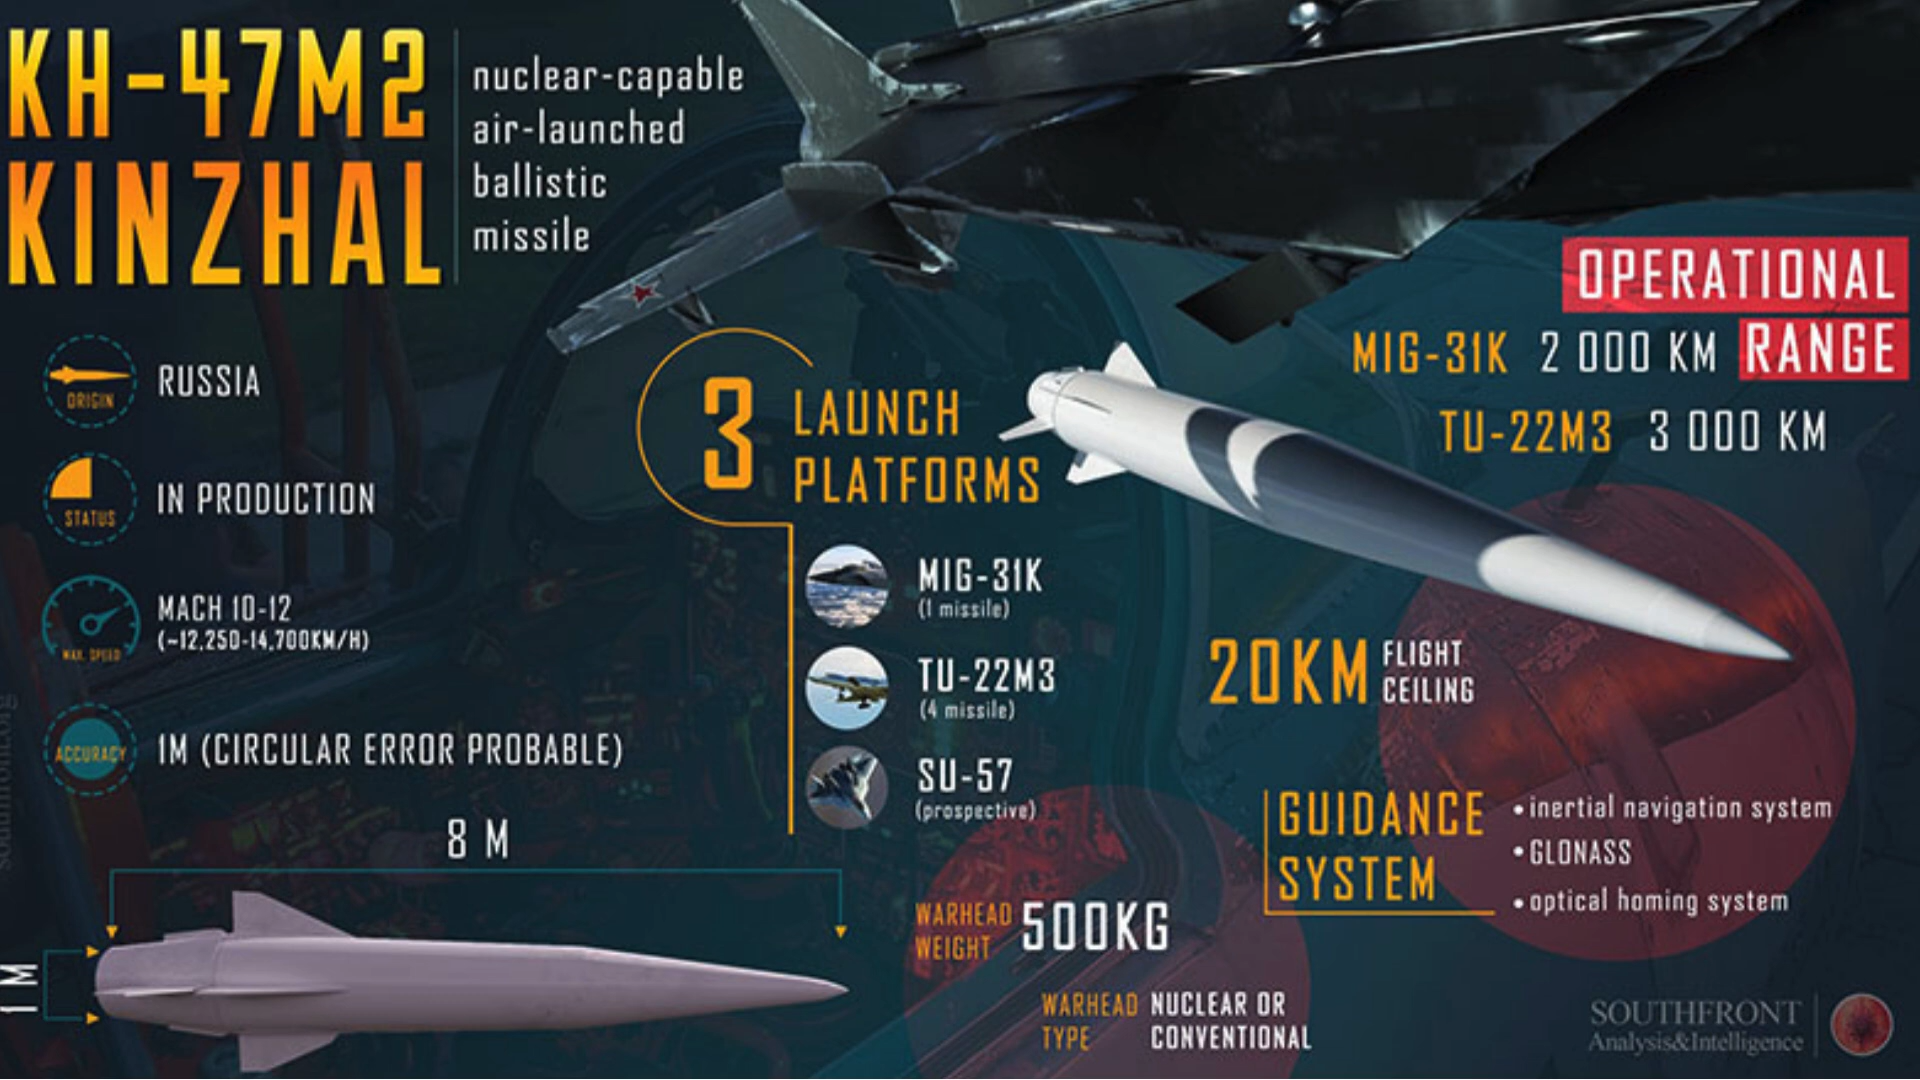 KH-47M2
KINZHAL
nuclear-capable
air-launched
ballistic
missile
OPERATIONAL
RANGE
MIG-31K 2 000 KM
TU-22M3 3 000 KM
ORIGIN
RUSSIA
STATUS
IN PRODUCTION
MAX. SPEED
MACH 10-12
(~12,250-14,700KM/H)
ACCURACY
1M (CIRCULAR ERROR PROBABLE)
3
LAUNCH
PLATFORMS
MIG-31K
(1 missile)
TU-22M3
(4 missile)
SU-57
(prospective)
20KM
FLIGHT
CEILING
GUIDANCE
SYSTEM
• inertial navigation system
• GLONASS
• optical homing system
8 M
1 M
WARHEAD
WEIGHT
500KG
WARHEAD
TYPE
NUCLEAR OR
CONVENTIONAL
SOUTHFRONT
Analysis&Intelligence
southfront.org